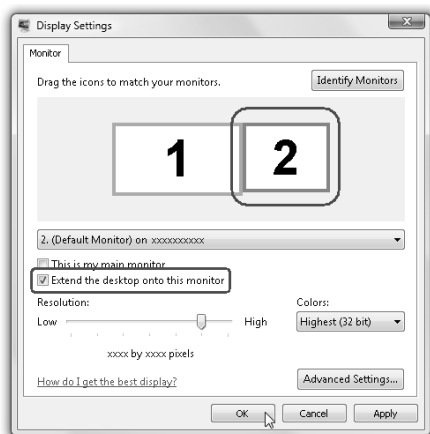 Display Settings
Monitor
Drag the icons to match your monitors.
Identify Monitors
1
2
2. (Default Monitor) on xxxxxxxxxx
This is my main monitor
Extend the desktop onto this monitor
Resolution:
Colors:
Low
High
Highest (32 bit)
xxxx by xxxx pixels
How do I get the best display?
Advanced Settings...
OK
Cancel
Apply